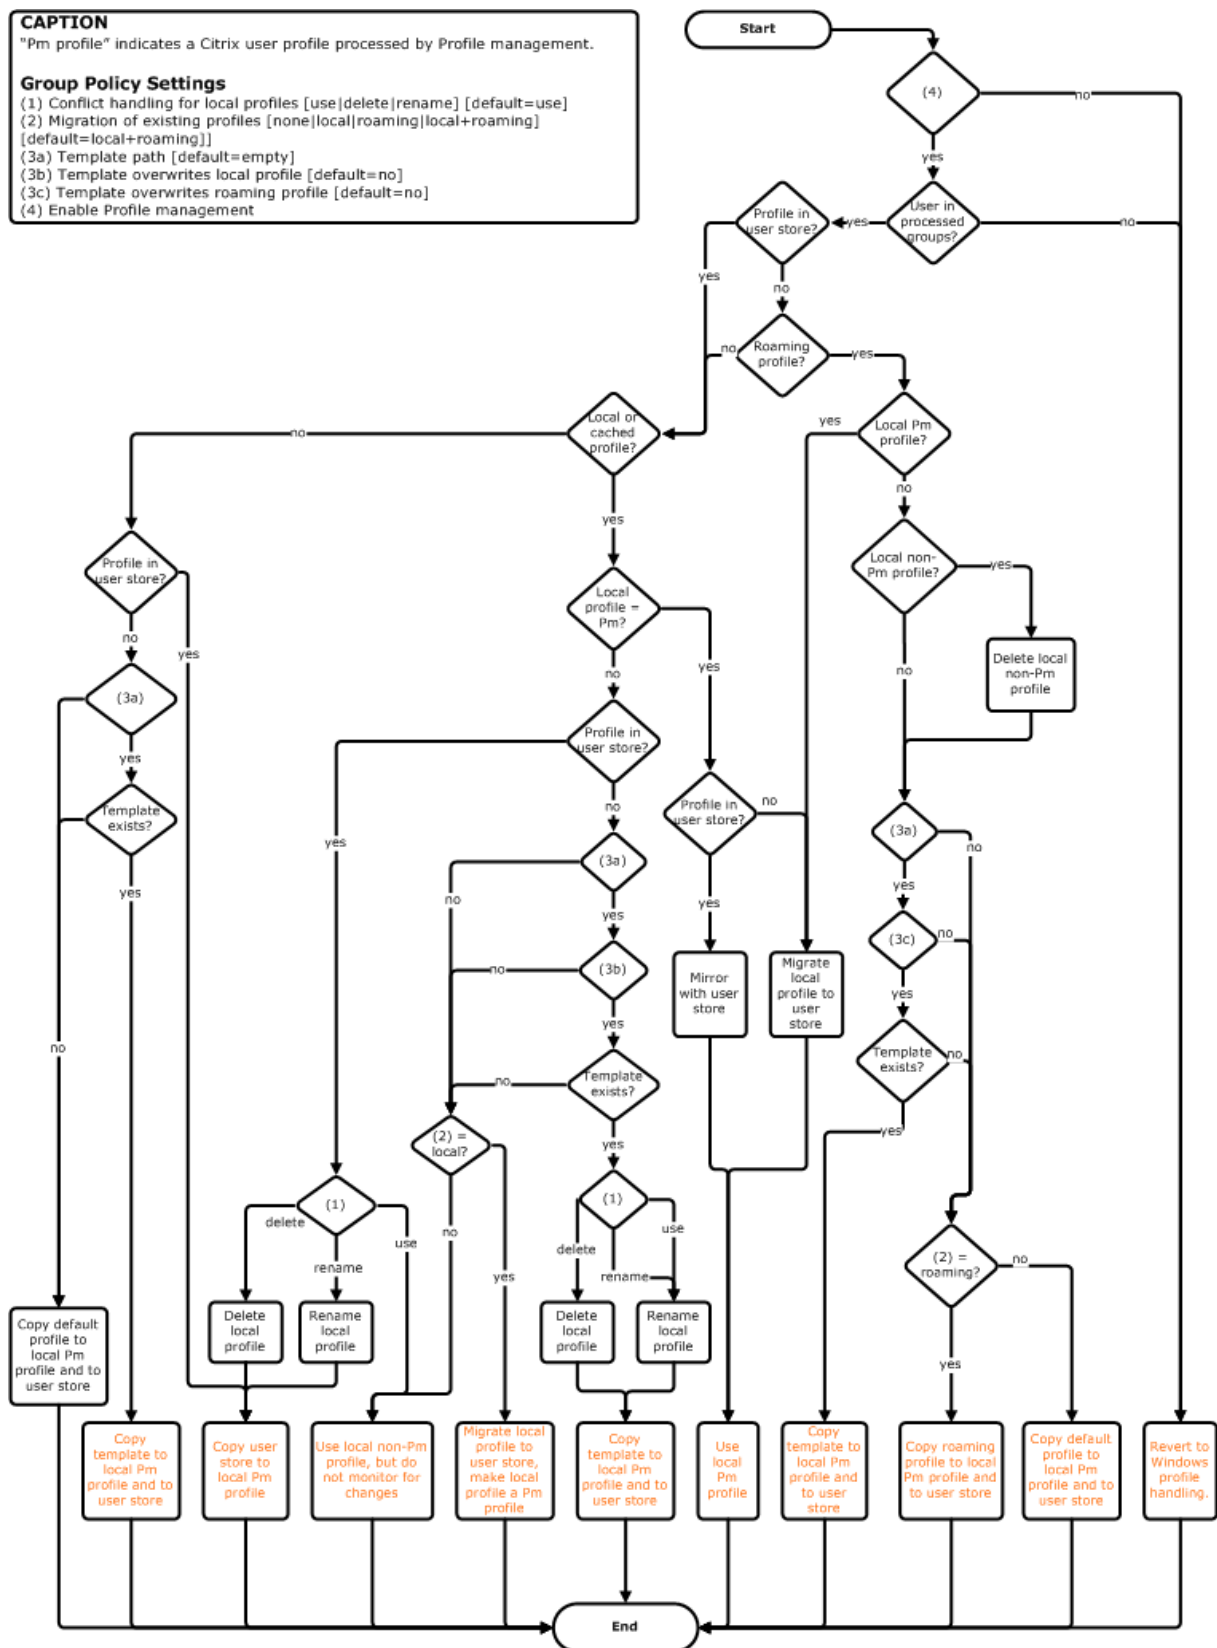 CAPTION
"Pm profile" indicates a Citrix user profile processed by Profile management.
Group Policy Settings
(1) Conflict handling for local profiles [use|delete|rename] [default=use]
(2) Migration of existing profiles [none|local|roaming|local+roaming]
[default=local+roaming]]
(3a) Template path [default=empty]
(3b) Template overwrites local profile [default=no]
(3c) Template overwrites roaming profile [default=no]
(4) Enable Profile management
Start
(4)
no
yes
User in
processed
groups?
no
yes
Profile in
user store?
yes
no
Roaming
profile?
no
yes
Local or
cached
profile?
no
yes
Local Pm
profile?
yes
no
Profile in
user store?
no
yes
Local
profile =
Pm?
yes
no
Local non-
Pm profile?
yes
no
Delete local
non-Pm
profile
(3a)
yes
no
Template
exists?
yes
Profile in
user store?
yes
no
Profile in
user store?
no
yes
(3a)
no
yes
(3b)
no
yes
Template
exists?
no
yes
Mirror
with user
store
Migrate
local
profile to
user
store
(3a)
no
yes
(3c)
no
yes
Template
exists?
no
yes
(2) =
local?
no
yes
(1)
delete
use
rename
(1)
delete
use
rename
(2) =
roaming?
no
yes
Copy default
profile to
local Pm
profile and to
user store
Delete
local
profile
Rename
local
profile
Delete
local
profile
Rename
local
profile
Copy
template to
local Pm
profile and to
user store
Copy user
store to
local Pm
profile
Use local non-Pm
profile, but do
not monitor for
changes
Migrate local
profile to
user store,
make local
profile a Pm
profile
Copy
template to
local Pm
profile and to
user store
Use
local
Pm
profile
Copy
template to
local Pm
profile and
to user
store
Copy roaming
profile to local
Pm profile and
to user store
Copy default
profile to
local Pm
profile and to
user store
Revert to
Windows
profile
handling.
End